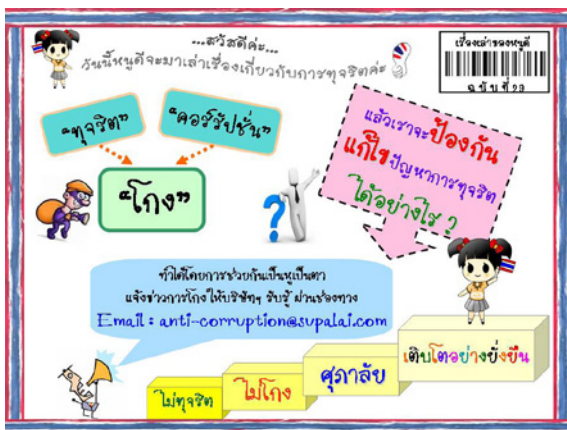 ...สวัสดีค่ะ...
วันนี้หนูดีจะมาเล่าเรื่องเกี่ยวกับการทุจริตค่ะ
เรื่องเล่าของหนูดี
ฉบับที่ 23
“ทุจริต”
“คอร์รัปชั่น”
“โกง”
แล้วเราจะป้องกัน
แก้ไขปัญหาการทุจริต
ได้อย่างไร ?
ทำได้โดยการช่วยกันเป็นหูเป็นตา
แจ้งข่าวการโกงให้บริษัทฯ รับรู้ ผ่านช่องทาง
Email : anti-corruption@supalai.com
ไม่ทุจริต
ไม่โกง
ศุภาลัย
เติบโตอย่างยั่งยืน